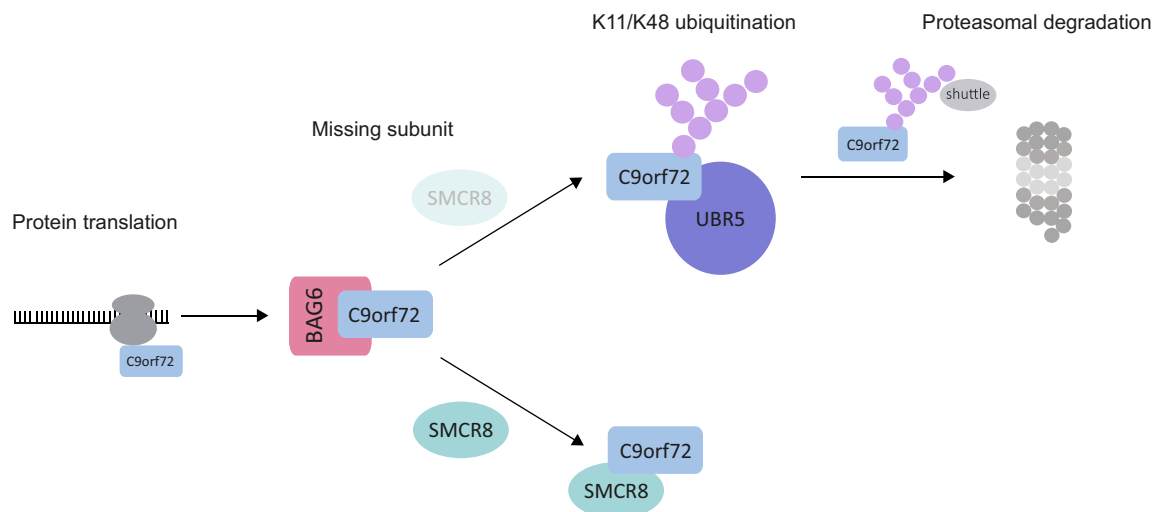 K11/K48 ubiquitination
Proteasomal degradation
shuttle
Missing subunit
C9orf72
C9orf72
SMCR8
UBR5
Protein translation
BAG6
C9orf72
C9orf72
SMCR8
C9orf72
SMCR8